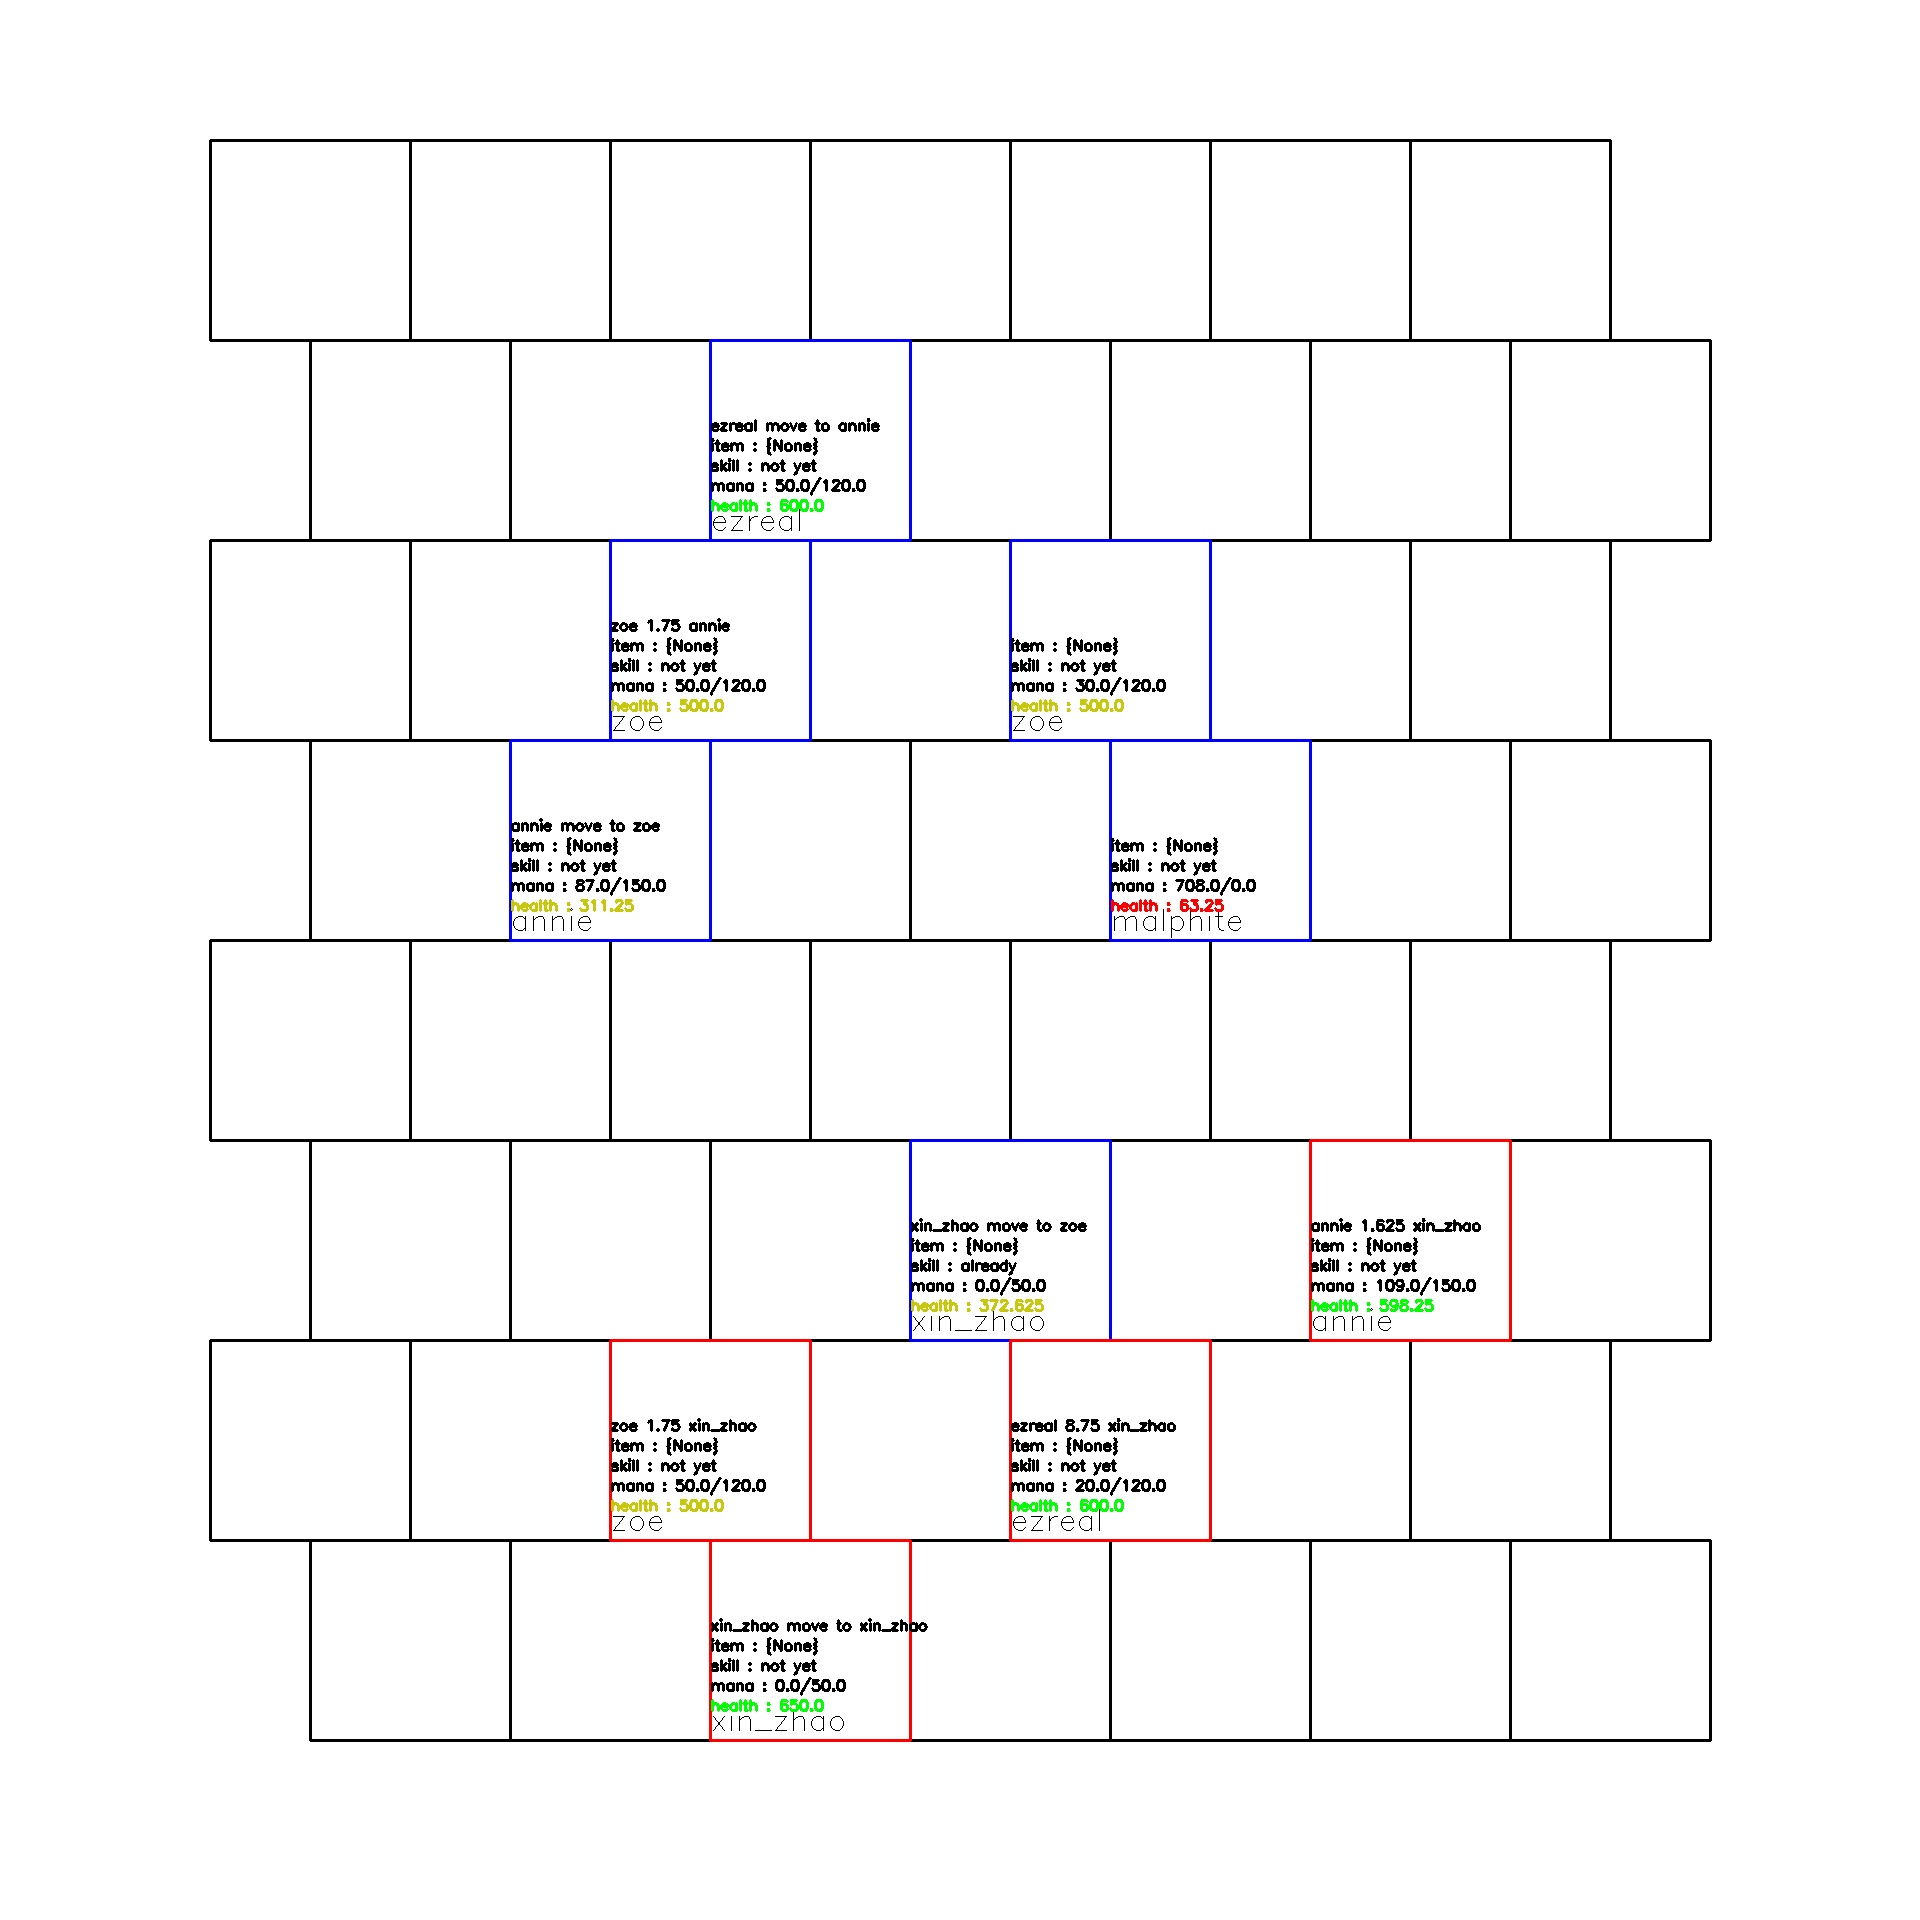 ezreal move to annie
item : {None}
skill : not yet
mana : 50.0/120.0
health : 600.0
ezreal
zoe 1.75 annie
item : {None}
skill : not yet
mana : 50.0/120.0
health : 500.0
zoe
item : {None}
skill : not yet
mana : 30.0/120.0
health : 500.0
zoe
annie move to zoe
item : {None}
skill : not yet
mana : 87.0/150.0
health : 311.25
annie
item : {None}
skill : not yet
mana : 708.0/0.0
health : 63.25
malphite
xin_zhao move to zoe
item : {None}
skill : already
mana : 0.0/50.0
health : 372.625
xin_zhao
annie 1.625 xin_zhao
item : {None}
skill : not yet
mana : 109.0/150.0
health : 598.25
annie
zoe 1.75 xin_zhao
item : {None}
skill : not yet
mana : 50.0/120.0
health : 500.0
zoe
ezreal 8.75 xin_zhao
item : {None}
skill : not yet
mana : 20.0/120.0
health : 600.0
ezreal
xin_zhao move to xin_zhao
item : {None}
skill : not yet
mana : 0.0/50.0
health : 650.0
xin_zhao